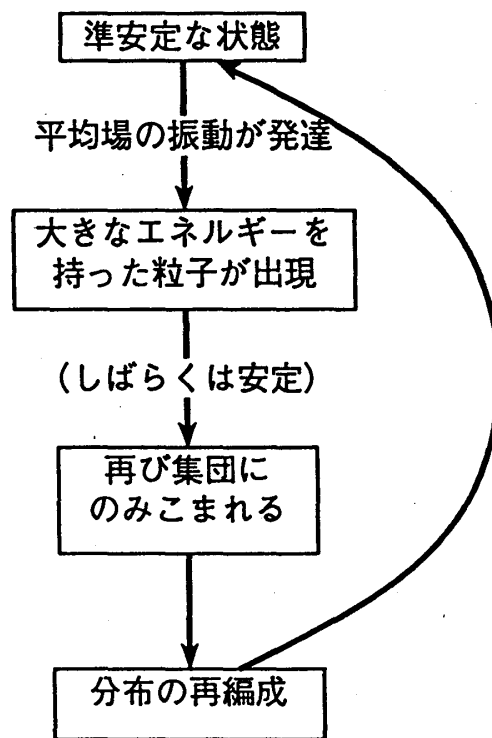 準安定な状態
平均場の振動が発達
大きなエネルギーを
持った粒子が出現
(しばらくは安定)
再び集団に
のみこまれる
分布の再編成